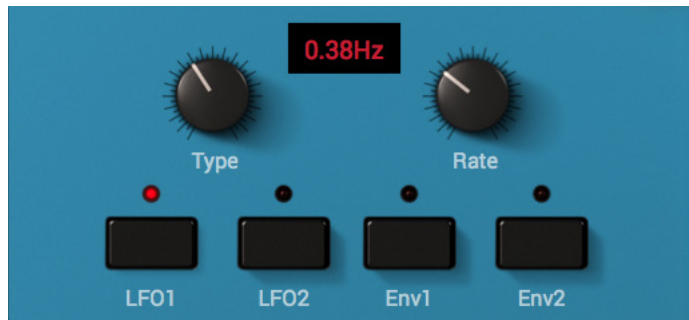 0.38Hz
Type
Rate
LFO1
LFO2
Env1
Env2